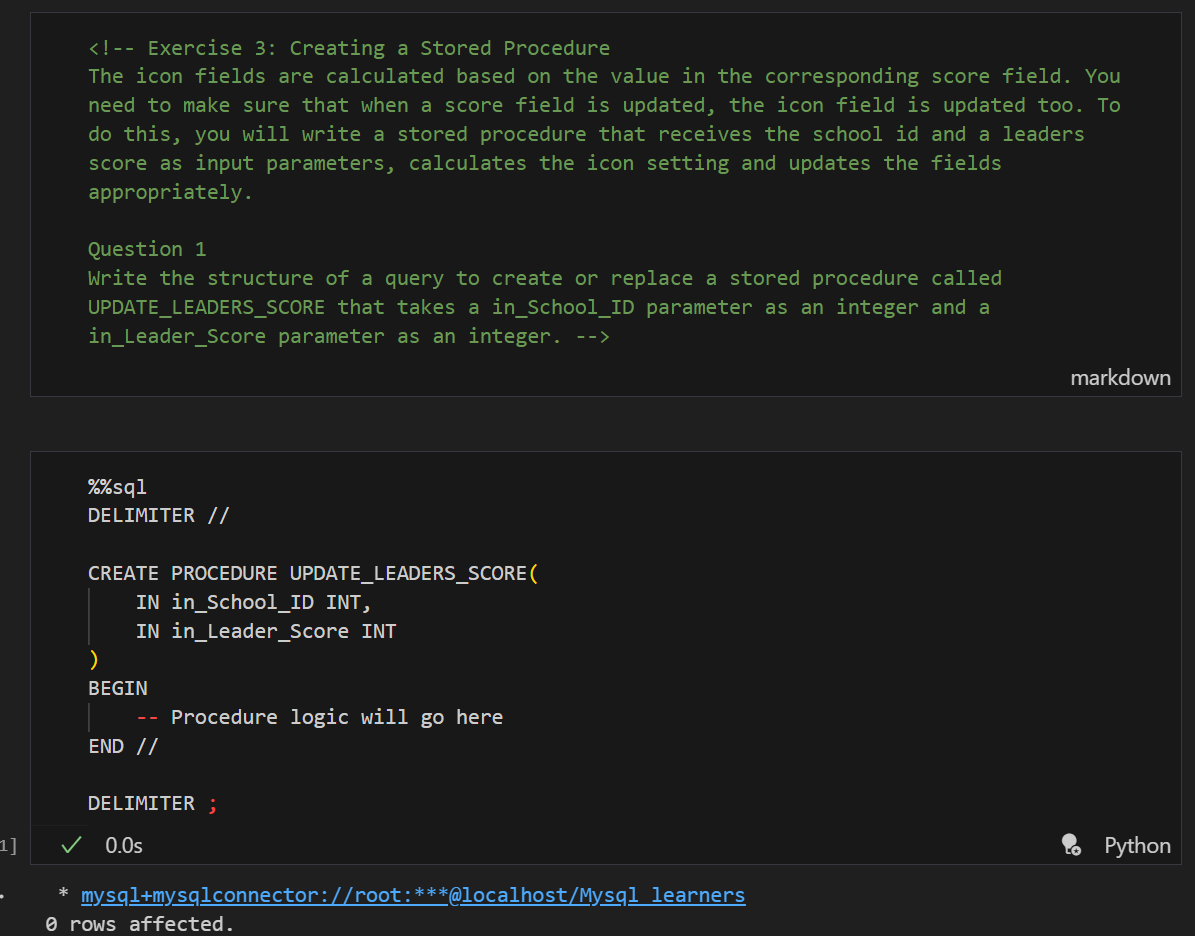 <!-- Exercise 3: Creating a Stored Procedure
The icon fields are calculated based on the value in the corresponding score field. You
need to make sure that when a score field is updated, the icon field is updated too. To
do this, you will write a stored procedure that receives the school id and a leaders
score as input parameters, calculates the icon setting and updates the fields
appropriately.
Question 1
Write the structure of a query to create or replace a stored procedure called
UPDATE_LEADERS_SCORE that takes a in_School_ID parameter as an integer and a
in_Leader_Score parameter as an integer. -->
markdown
%%sql
DELIMITER //
CREATE PROCEDURE UPDATE_LEADERS_SCORE(
IN in_School_ID INT,
IN in_Leader_Score INT
)
BEGIN
-- Procedure logic will go here
END //
DELIMITER ;
1] 0.0s Python
* mysql+mysqlconnector://root:***@localhost/Mysql_learners
0 rows affected.